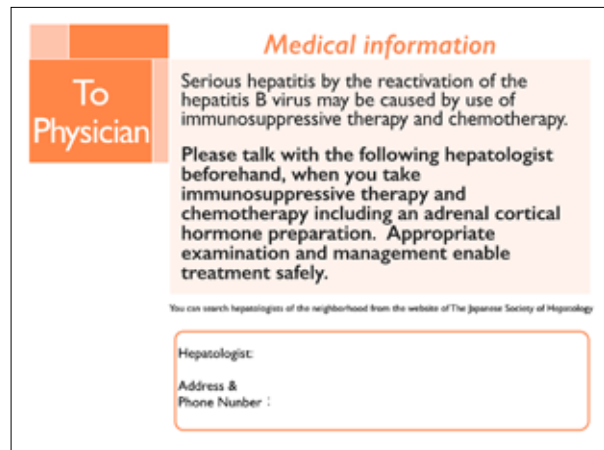 Medical information
To
Physician
Serious hepatitis by the reactivation of the
hepatitis B virus may be caused by use of
immunosuppressive therapy and chemotherapy.
Please talk with the following hepatologist
beforehand, when you take
immunosuppressive therapy and
chemotherapy including an adrenal cortical
hormone preparation. Appropriate
examination and management enable
treatment safely.
You can search hepatologists of the neighborhood from the website of The Japanese Society of Hepatology
Hepatologist:
Address &
Phone Nunber :